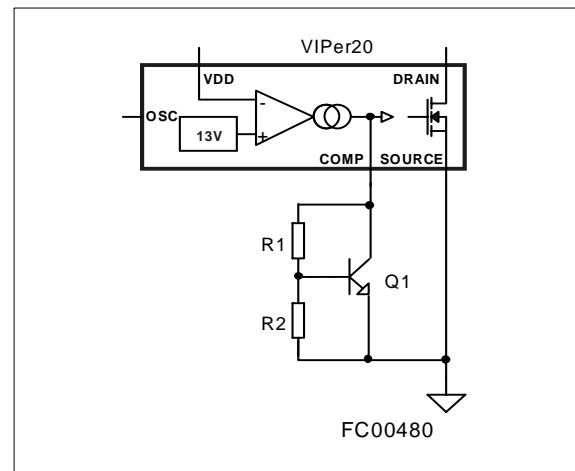 VIPer20
VDD
DRAIN
OSC
-
13V
+
COMP SOURCE
R1
Q1
R2
FC00480